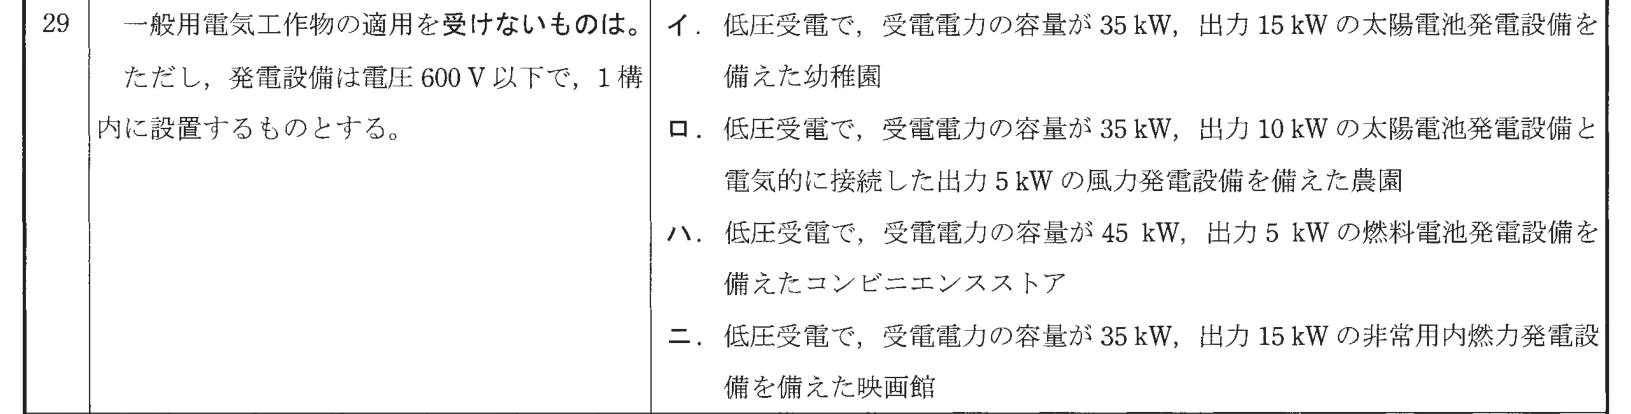 29
一般用電気工作物の適用を受けないものは。
ただし，発電設備は電圧 600 V 以下で，1 構
内に設置するものとする。
イ．低圧受電で，受電電力の容量が 35 kW，出力 15 kW の太陽電池発電設備を
備えた幼稚園
ロ．低圧受電で，受電電力の容量が 35 kW，出力 10 kW の太陽電池発電設備と
電気的に接続した出力 5 kW の風力発電設備を備えた農園
ハ．低圧受電で，受電電力の容量が 45 kW，出力 5 kW の燃料電池発電設備を
備えたコンビニエンスストア
ニ．低圧受電で，受電電力の容量が 35 kW，出力 15 kW の非常用内燃力発電設
備を備えた映画館